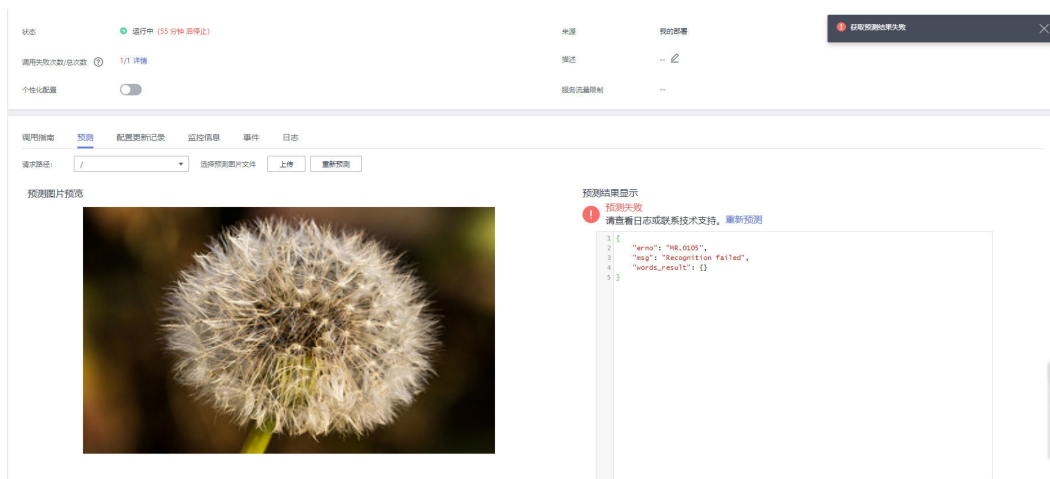 状态 运行中 (55 分钟 后停止) 来源 我的部署
获取预测结果失败
调用失败次数/总次数 ? 1/1 详情 描述 --
个性化配置 服务流量限制 --
调用指南 预测 配置更新记录 监控信息 事件 日志
请求路径： / 选择预测图片文件 上传 重新预测
预测图片预览
预测结果显示
预测失败
请查看日志或联系技术支持。重新预测
1 {
2 "erno": "MR.0105",
3 "msg": "Recognition failed",
4 "words_result": {}
5 }